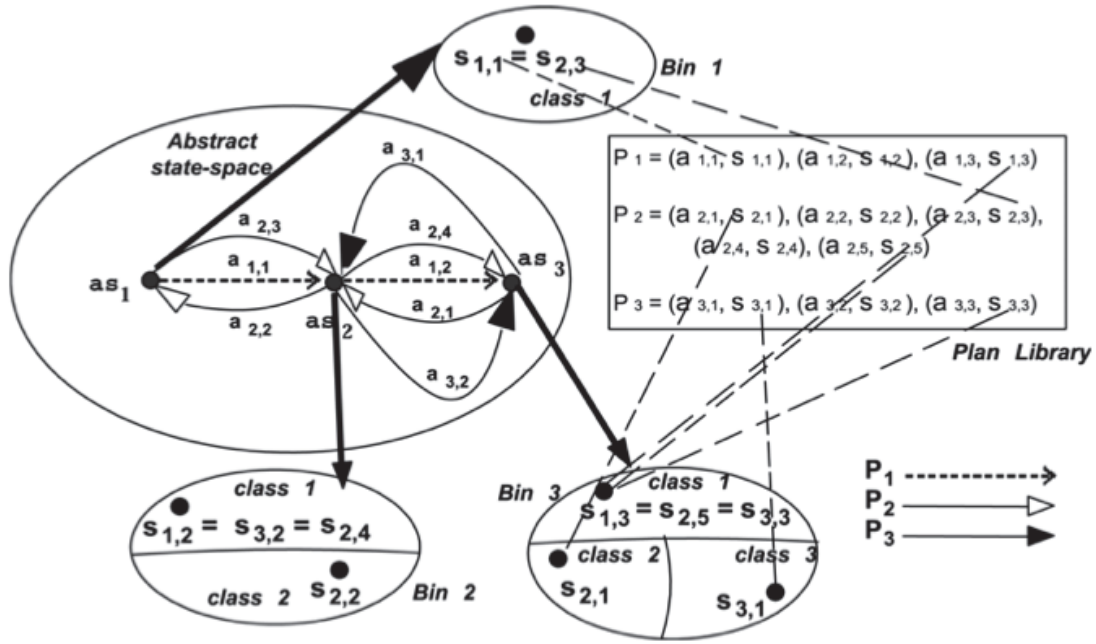 s 1,1 = s 2,3
Bin 1
class 1
Abstract
state-space
a 3,1
P 1 = (a 1,1, s 1,1 ), (a 1,2, s 1,2 ), (a 1,3, s 1,3)
P 2 = (a 2,1, s 2,1 ), (a 2,2, s 2,2 ), (a 2,3, s 2,3),
(a 2,4, s 2,4 ), (a 2,5, s 2,5)
P 3 = (a 3,1, s 3,1 ), (a 3,2, s 3,2 ), (a 3,3, s 3,3)
Plan Library
a 2,3
a 2,4
as 1
a 1,1
a 1,2
as 3
a 2,2
as 2
a 2,1
a 3,2
class 1
s 1,2 = s 3,2 = s 2,4
class 2
s 2,2
Bin 2
Bin 3
class 1
s 1,3 = s 2,5 = s 3,3
class 2
class 3
s 2,1
s 3,1
P 1
P 2
P 3